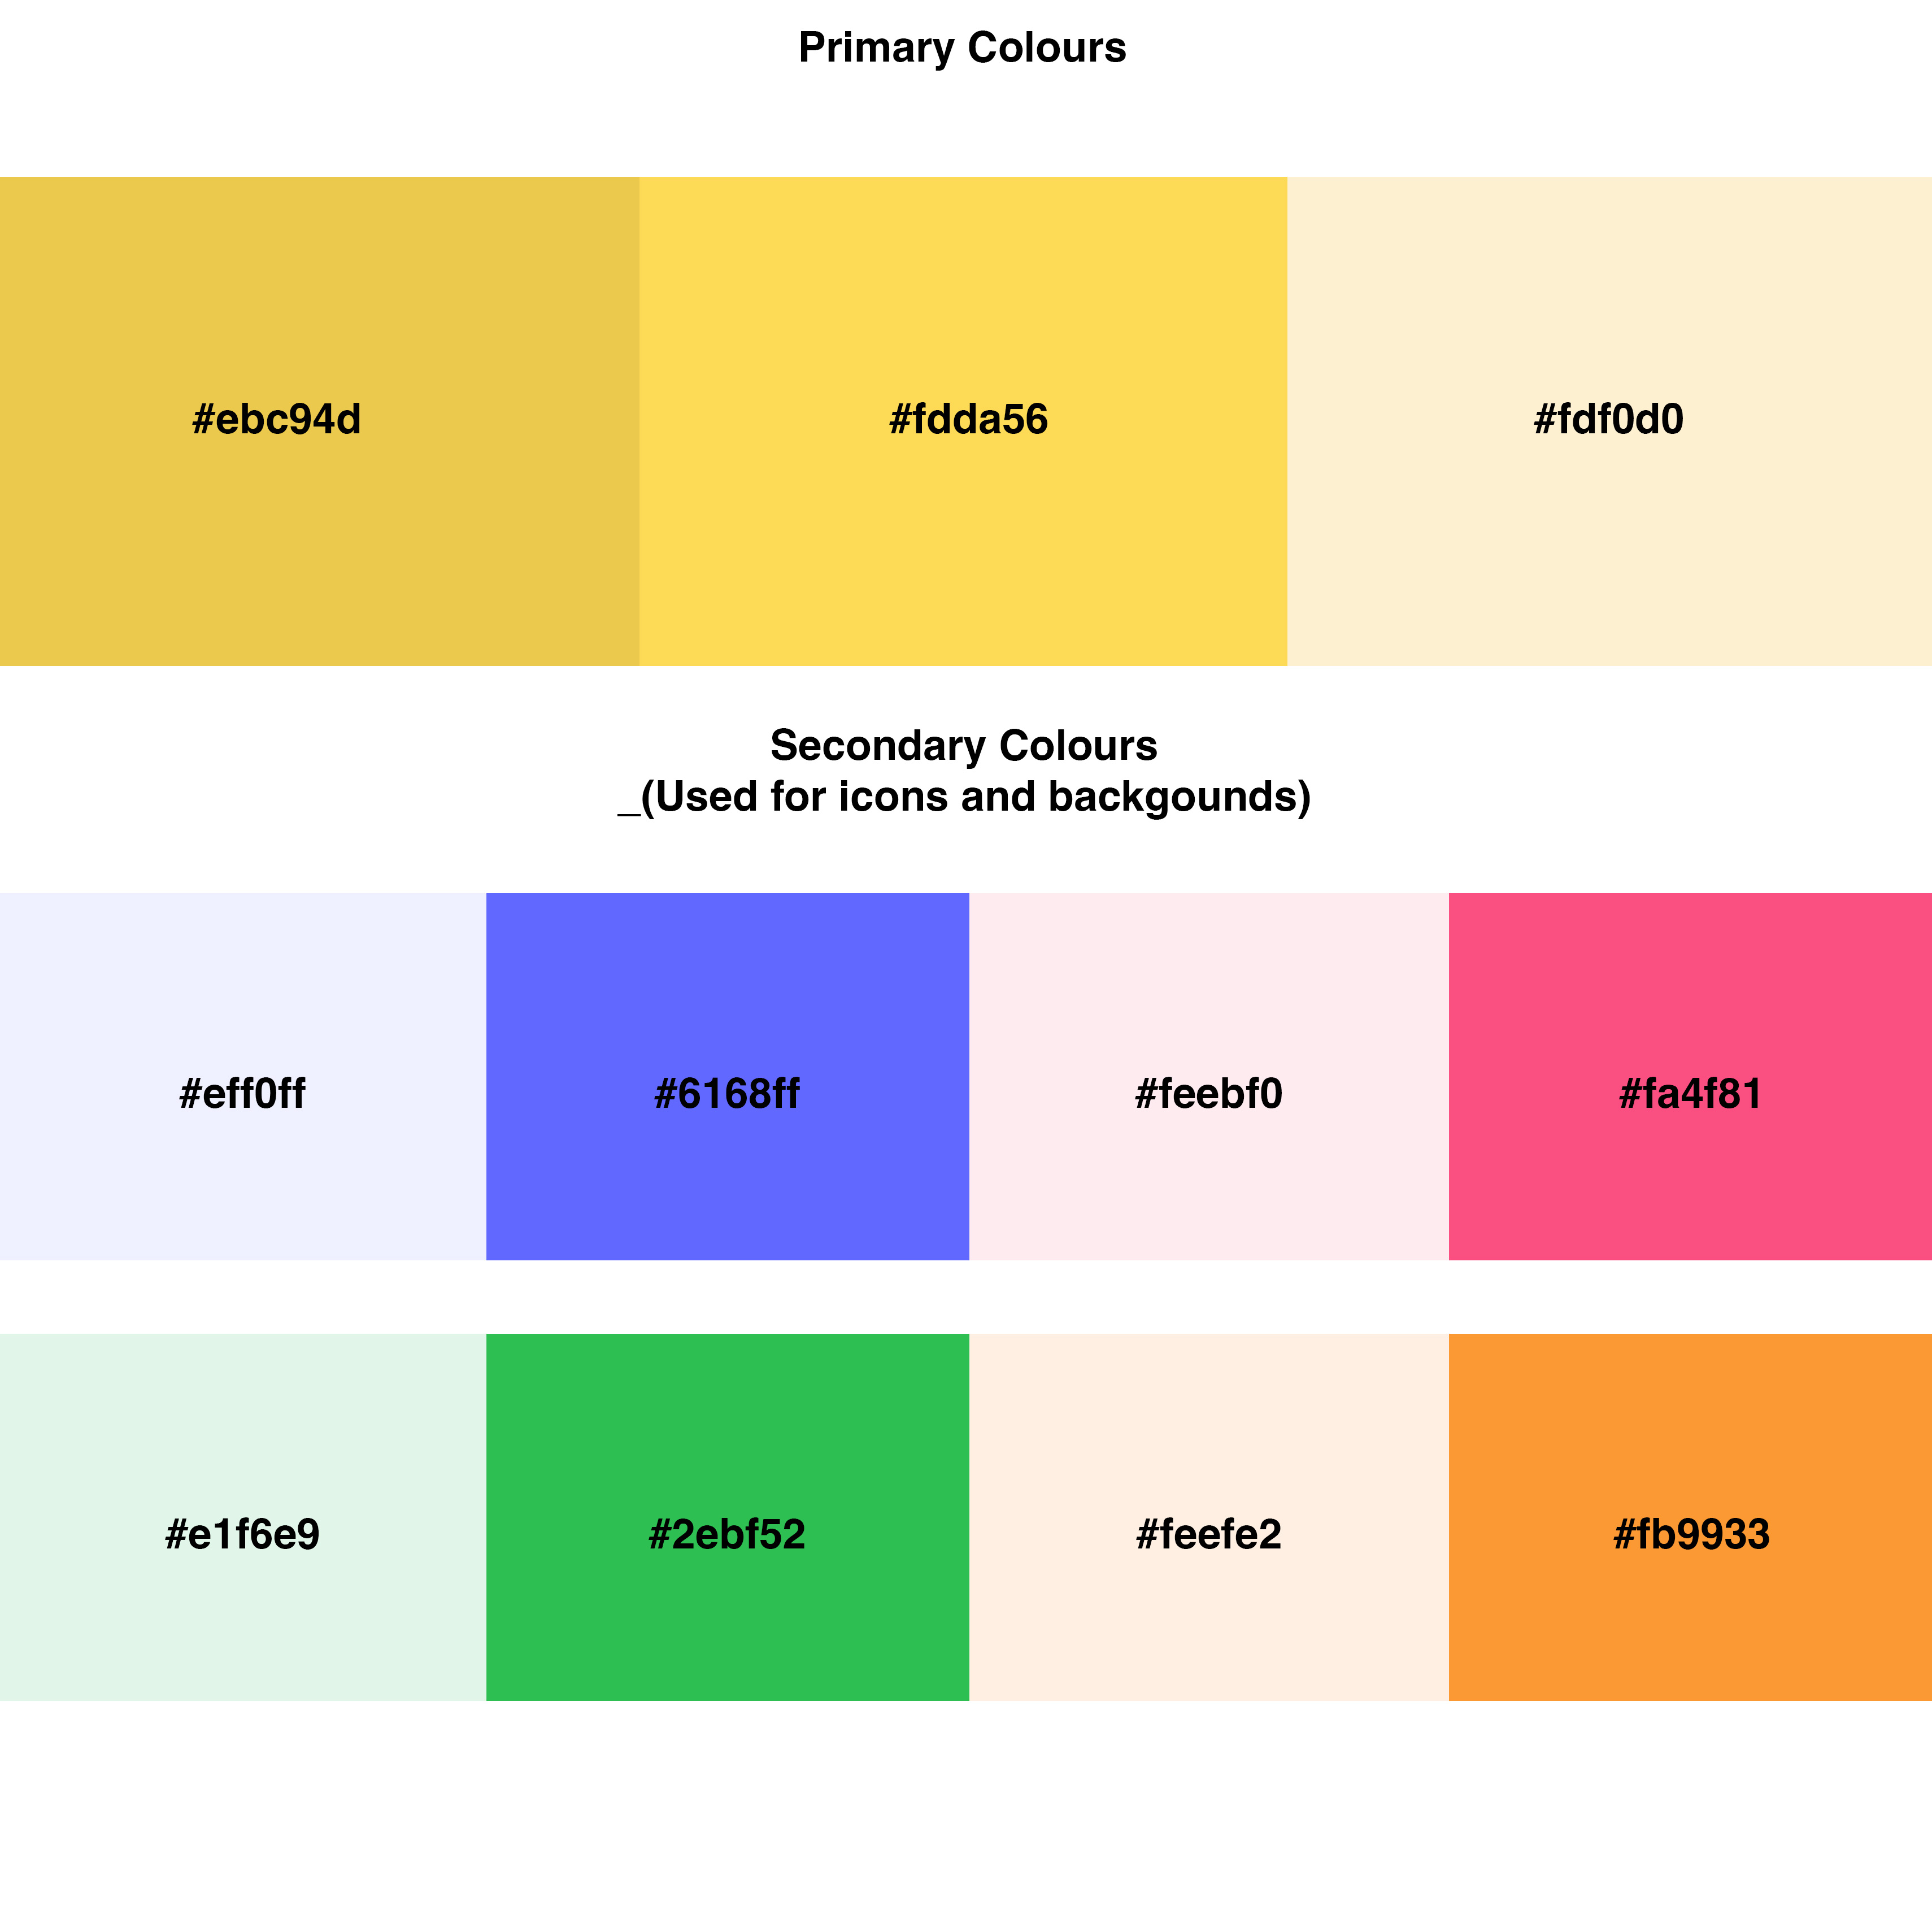 Primary Colours
#ebc94d #fdda56 #fdf0d0
Secondary Colours
_(Used for icons and backgounds)
#eff0ff #6168ff #feebf0 #fa4f81
#e1f6e9 #2ebf52 #feefe2 #fb9933